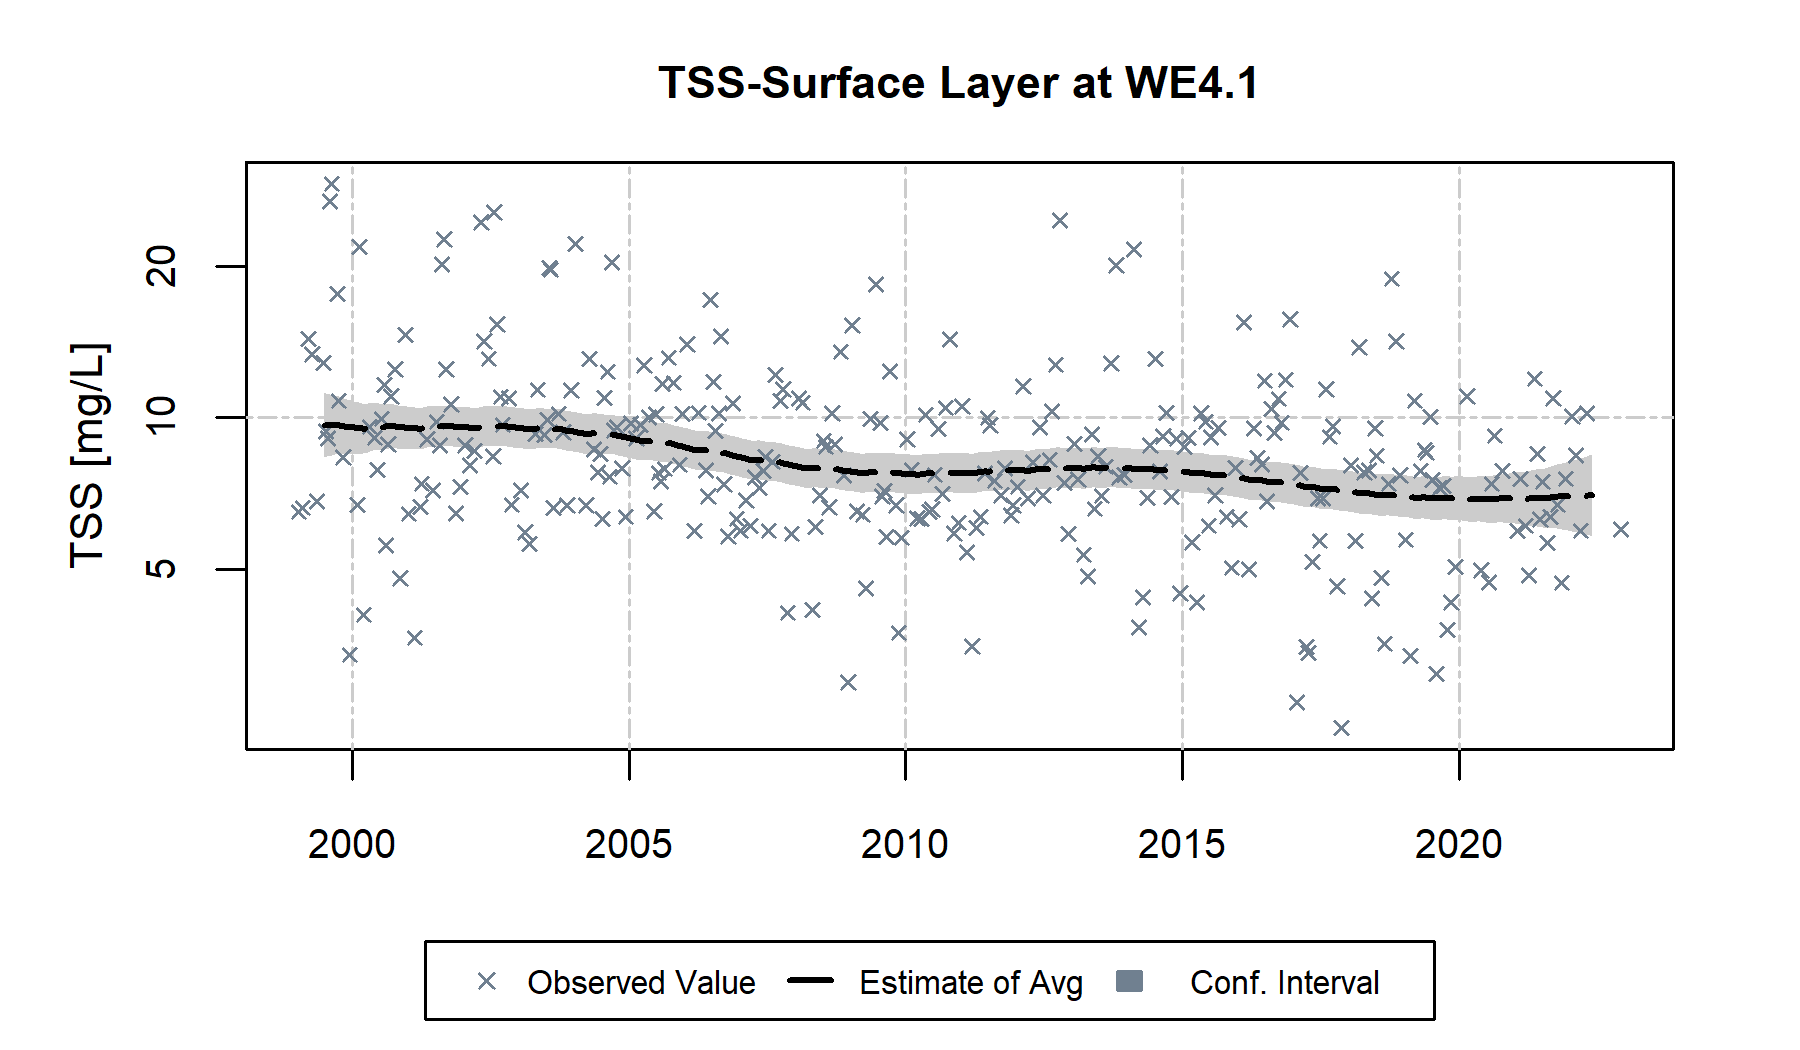 TSS-Surface Layer at WE4.1
TSS [mg/L]
20
10
5
2000 2005 2010 2015 2020
Observed Value Estimate of Avg Conf. Interval